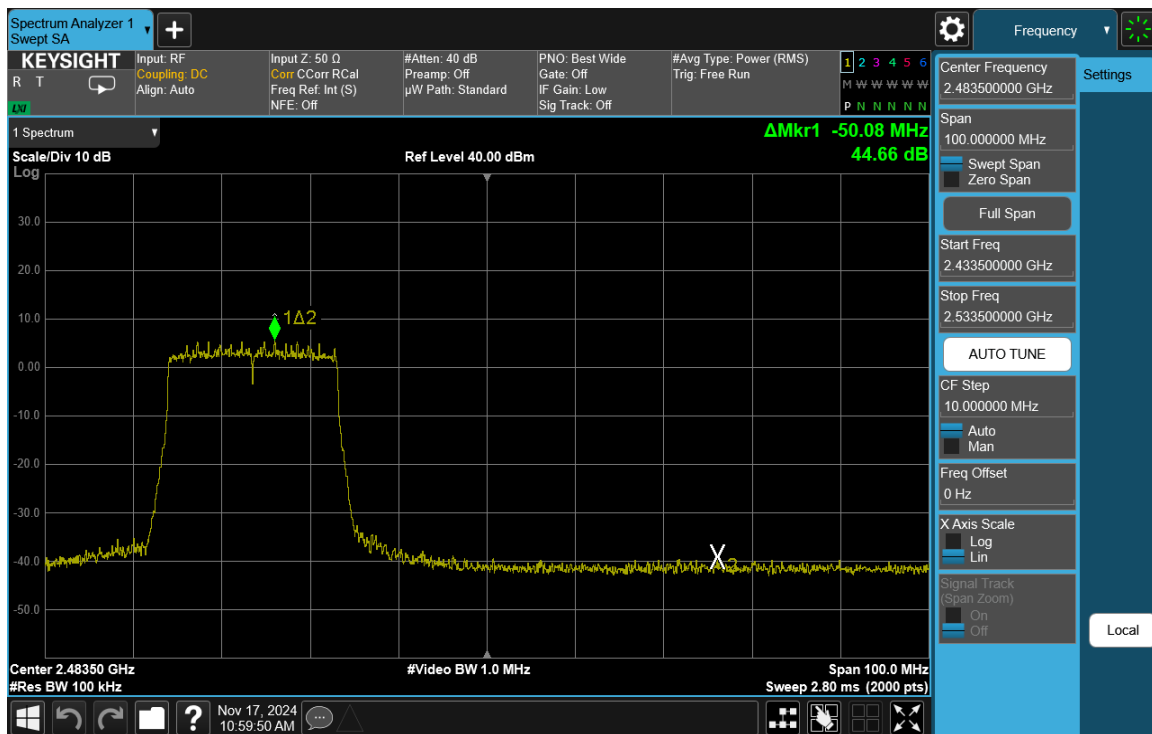 Spectrum Analyzer 1
Swept SA
+
Frequency
KEYSIGHT
R T
LXI
Input: RF
Coupling: DC
Align: Auto
Input Z: 50 Ω
Corr CCorr RCal
Freq Ref: Int (S)
NFE: Off
#Atten: 40 dB
Preamp: Off
µW Path: Standard
PNO: Best Wide
Gate: Off
IF Gain: Low
Sig Track: Off
#Avg Type: Power (RMS)
Trig: Free Run
1 2 3 4 5 6
M W W W W W
P N N N N N
1 Spectrum
Scale/Div 10 dB
Log
Ref Level 40.00 dBm
ΔMkr1 -50.08 MHz
44.66 dB
30.0
20.0
10.0
0.00
-10.0
-20.0
-30.0
-40.0
-50.0
1Δ2
X
Center 2.48350 GHz
#Res BW 100 kHz
#Video BW 1.0 MHz
Span 100.0 MHz
Sweep 2.80 ms (2000 pts)
Nov 17, 2024
10:59:50 AM
?
Center Frequency
2.483500000 GHz
Span
100.000000 MHz
Swept Span
Zero Span
Full Span
Start Freq
2.433500000 GHz
Stop Freq
2.533500000 GHz
AUTO TUNE
CF Step
10.000000 MHz
Auto
Man
Freq Offset
0 Hz
X Axis Scale
Log
Lin
Signal Track
(Span Zoom)
On
Off
Settings
Local